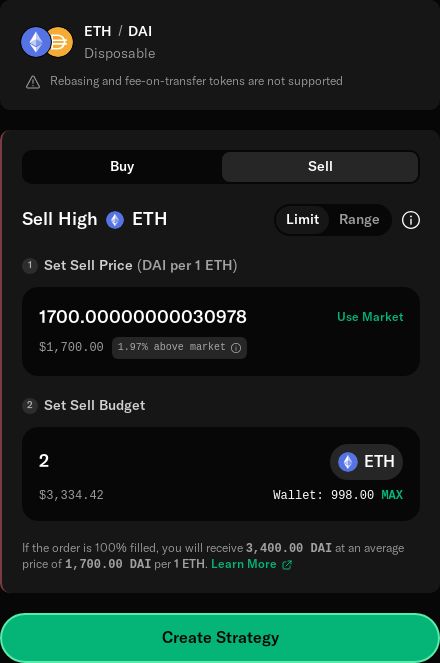 ETH / DAI
Disposable
Rebasing and fee-on-transfer tokens are not supported
Buy Sell
Sell High ETH Limit Range
1 Set Sell Price (DAI per 1 ETH)
1700.00000000030978 Use Market
$1,700.00 1.97% above market
2 Set Sell Budget
2 ETH
$3,334.42 Wallet: 998.00 MAX
If the order is 100% filled, you will receive 3,400.00 DAI at an average
price of 1,700.00 DAI per 1 ETH. Learn More
Create Strategy